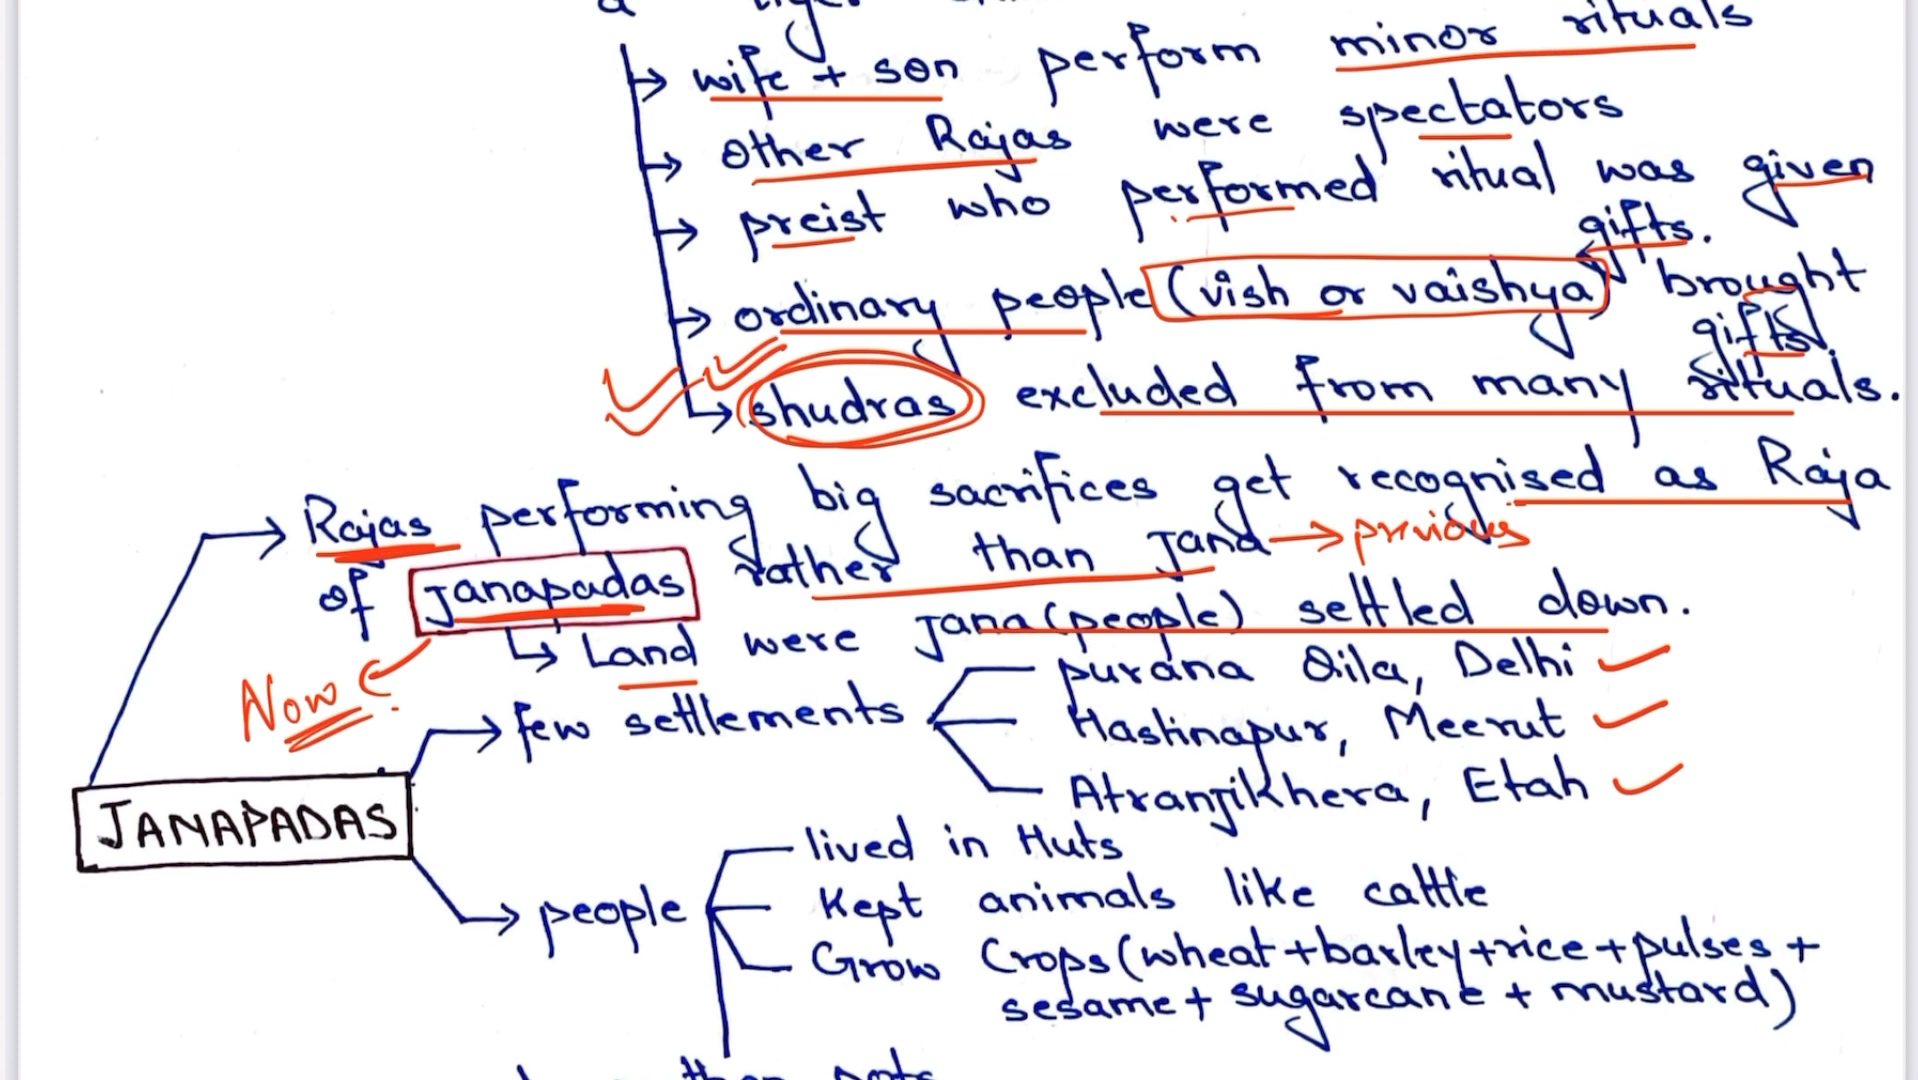 wife + son perform minor rituals
other Rajas were spectators
preist who performed ritual was given
gifts.
ordinary people (vish or vaishya) brought
gifts.
shudras excluded from many rituals.
Rajas performing big sacrifices get recognised as Raja
of Janapadas rather than Jana → previous
Land were Jana (people) settled down.
Now
few settlements
purana Qila, Delhi
Hastinapur, Meerut
Atranjikhera, Etah
JANAPADAS
people
lived in Huts
Kept animals like cattle
Grow Crops (wheat+barley+rice+pulses+
sesame+ sugarcane + mustard)